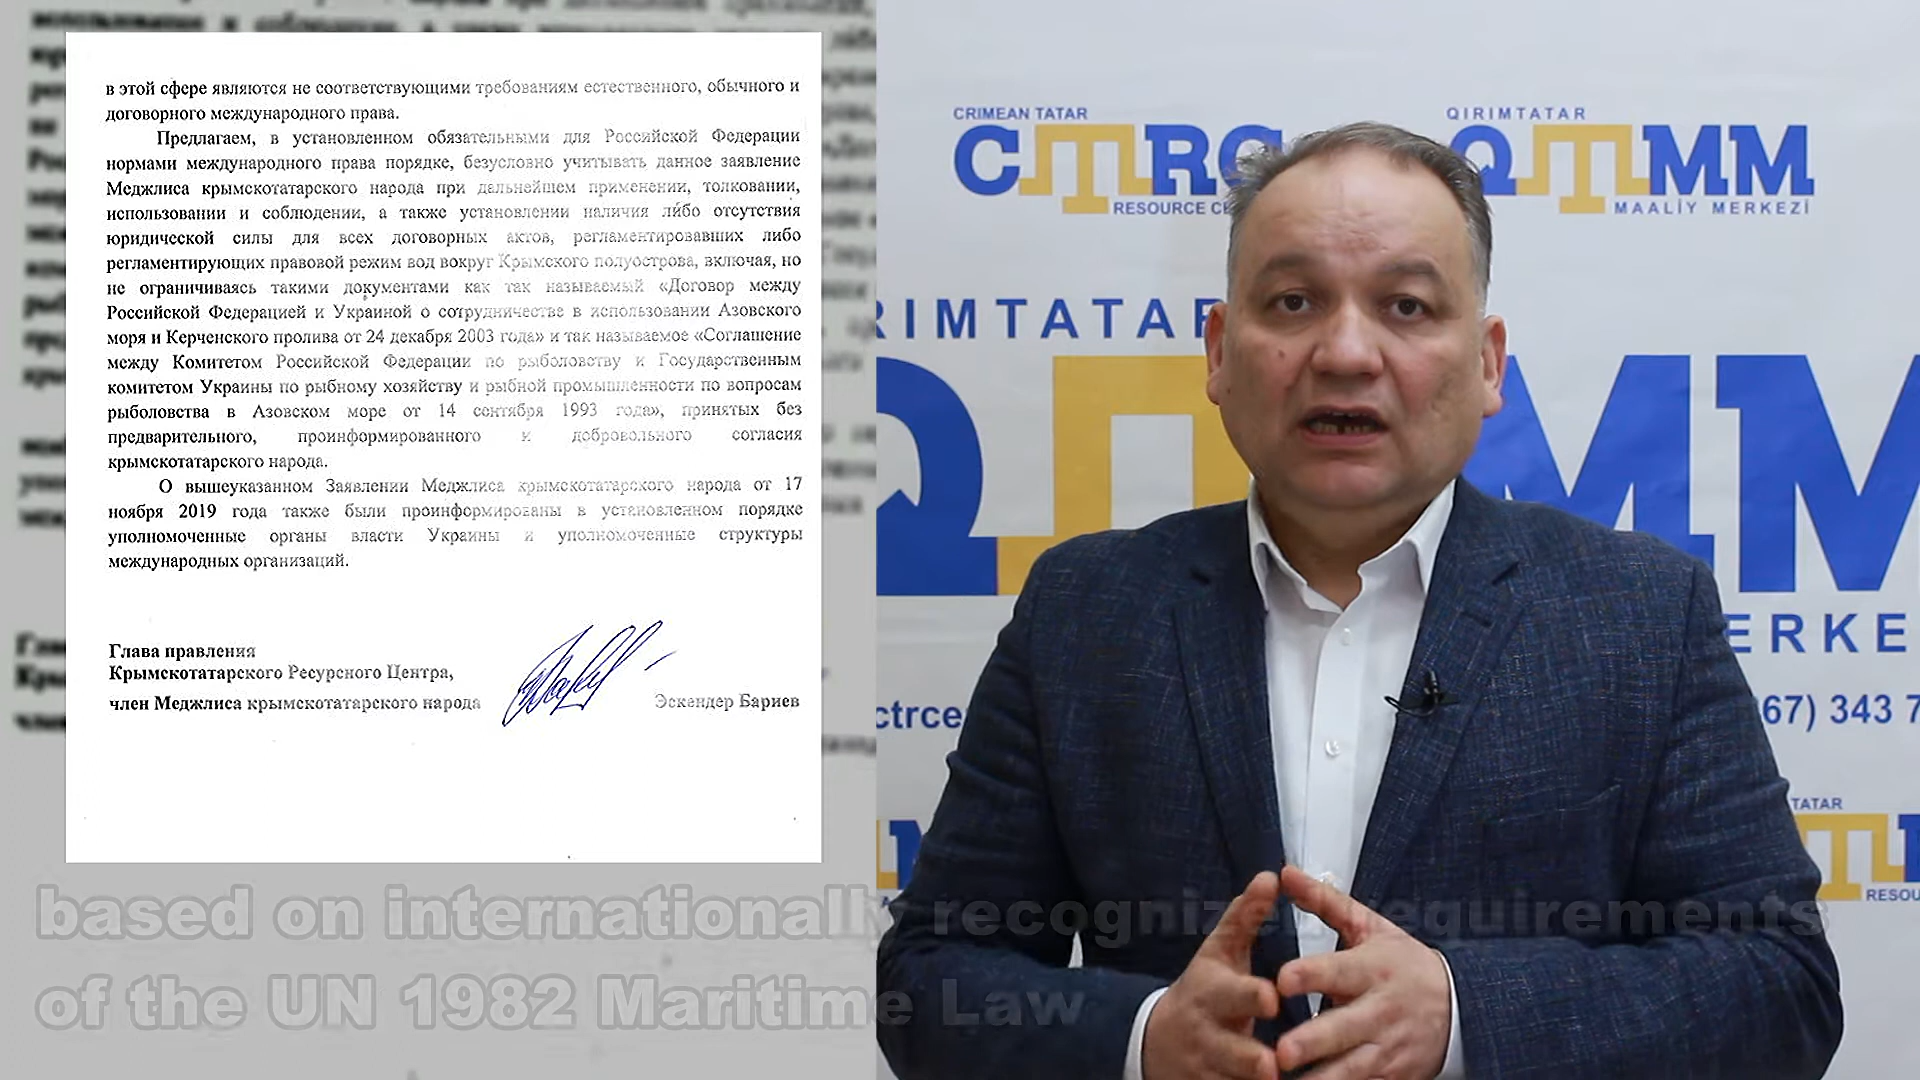 в этой сфере являются не соответствующими требованиям естественного, обычного и
договорного международного права.
Предлагаем, в установленном обязательными для Российской Федерации
нормами международного права порядке, безусловно учитывать данное заявление
Меджлиса крымскотатарского народа при дальнейшем применении, толковании,
использовании и соблюдении, а также установлении наличия либо отсутствия
юридической силы для всех договорных актов, регламентировавших либо
регламентирующих правовой режим вод вокруг Крымского полуострова, включая, но
не ограничиваясь такими документами как так называемый «Договор между
Российской Федерацией и Украиной о сотрудничестве в использовании Азовского
моря и Керченского пролива от 24 декабря 2003 года» и так называемое «Соглашение
между Комитетом Российской Федерации по рыболовству и Государственным
комитетом Украины по рыбному хозяйству и рыбной промышленности по вопросам
рыболовства в Азовском море от 14 сентября 1993 года», принятых без
предварительного, проинформированного и добровольного согласия
крымскотатарского народа.
О вышеуказанном Заявлении Меджлиса крымскотатарского народа от 17
ноября 2019 года также были проинформированы в установленном порядке
уполномоченные органы власти Украины и уполномоченные структуры
международных организаций.
Глава правления
Крымскотатарского Ресурсного Центра,
член Меджлиса крымскотатарского народа Эскендер Бариев
CRIMEAN TATAR
CTRC
RESOURCE CE
QIRIMTATAR
QTMM
MAALİY MERKEZİ
RIMTATAR
QTMM
ERKE
ctrce
67) 343 7
TATAR
RESOU
based on internationally recognized requirements
of the UN 1982 Maritime Law